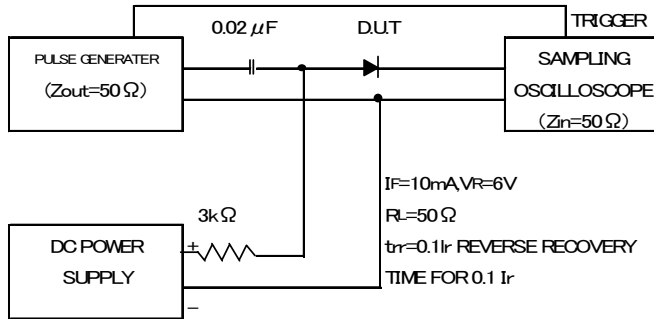 TRIGGER
0.02 μF
D.U.T
PULSE GENERATER
(Zout=50Ω)
SAMPLING
OSCILLOSCOPE
(Zin=50Ω)
IF=10mA,VR=6V
RL=50Ω
trr=0.1Ir REVERSE RECOVERY
TIME FOR 0.1 Ir
3kΩ
DC POWER
SUPPLY
+
−